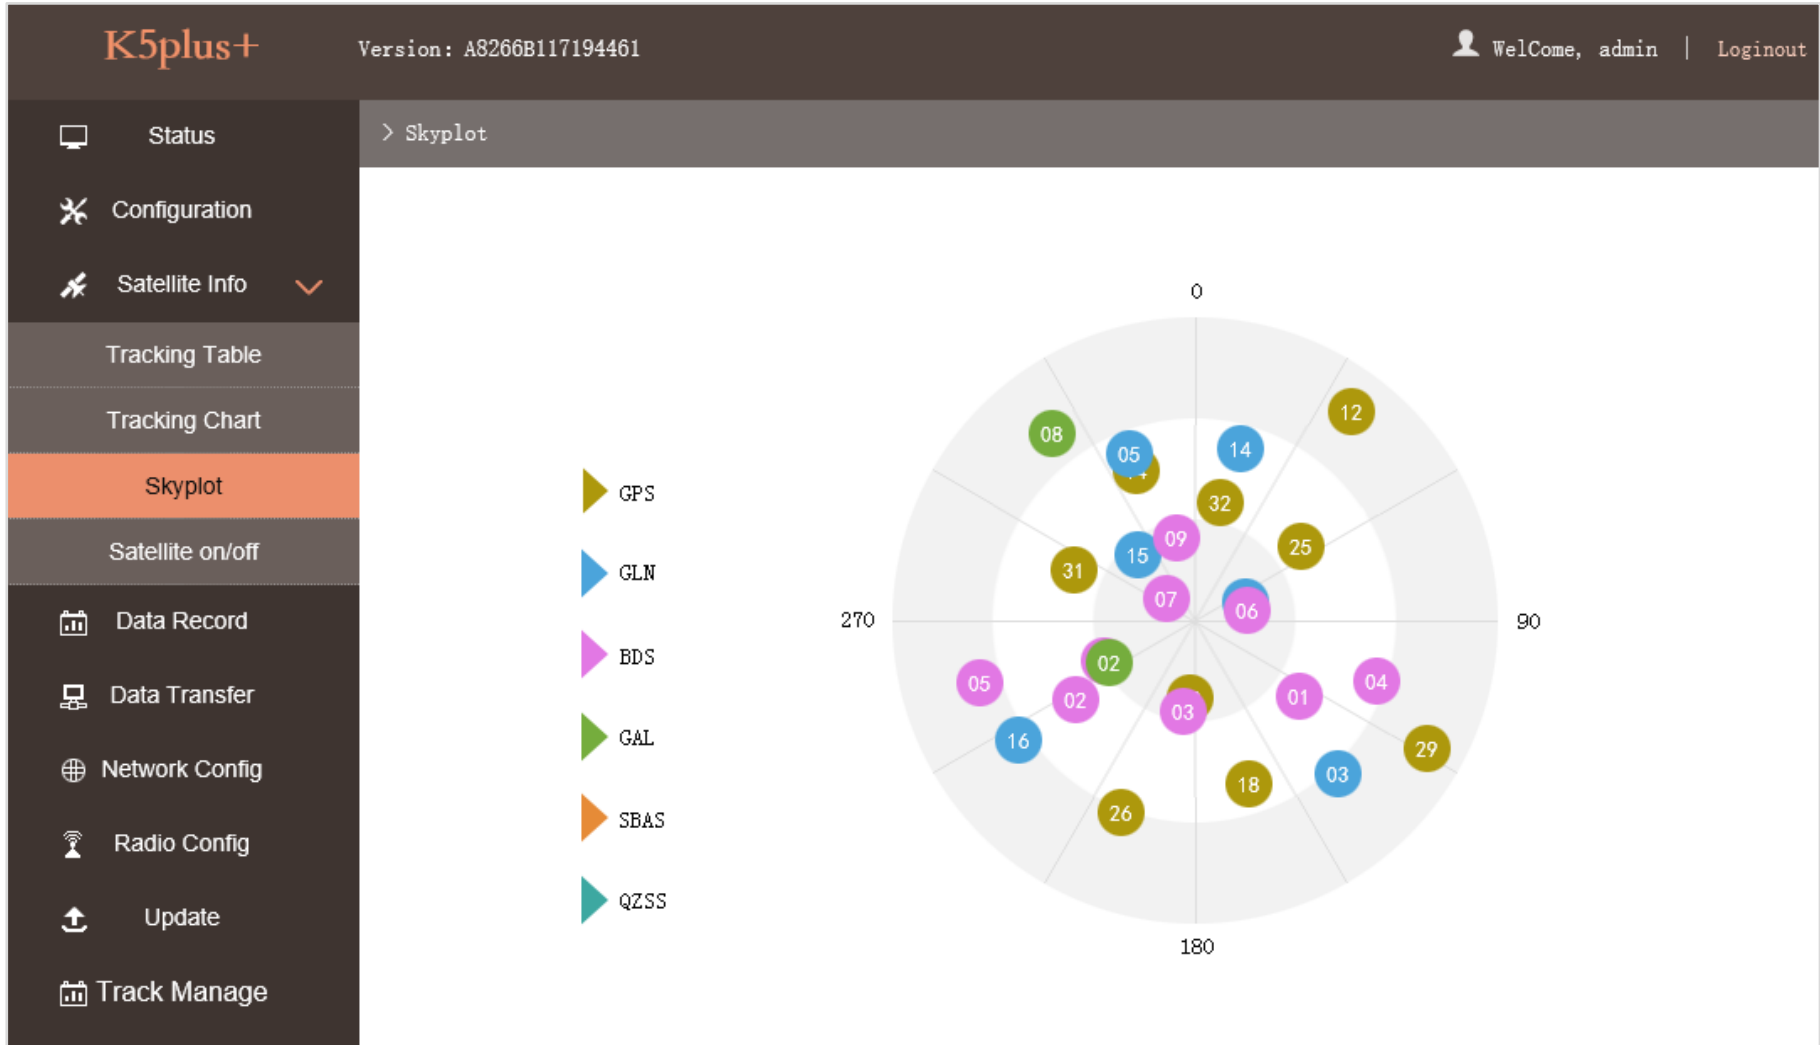 K5plus+
Version: A8266B117194461
WelCome, admin | Loginout
Status
> Skyplot
Configuration
Satellite Info
Tracking Table
Tracking Chart
Skyplot
Satellite on/off
Data Record
Data Transfer
Network Config
Radio Config
Update
Track Manage
GPS
GLN
BDS
GAL
SBAS
QZSS
0
12
08
05
14
32
09
25
15
31
07
06
270
90
02
05
04
01
02
03
16
29
03
18
26
180